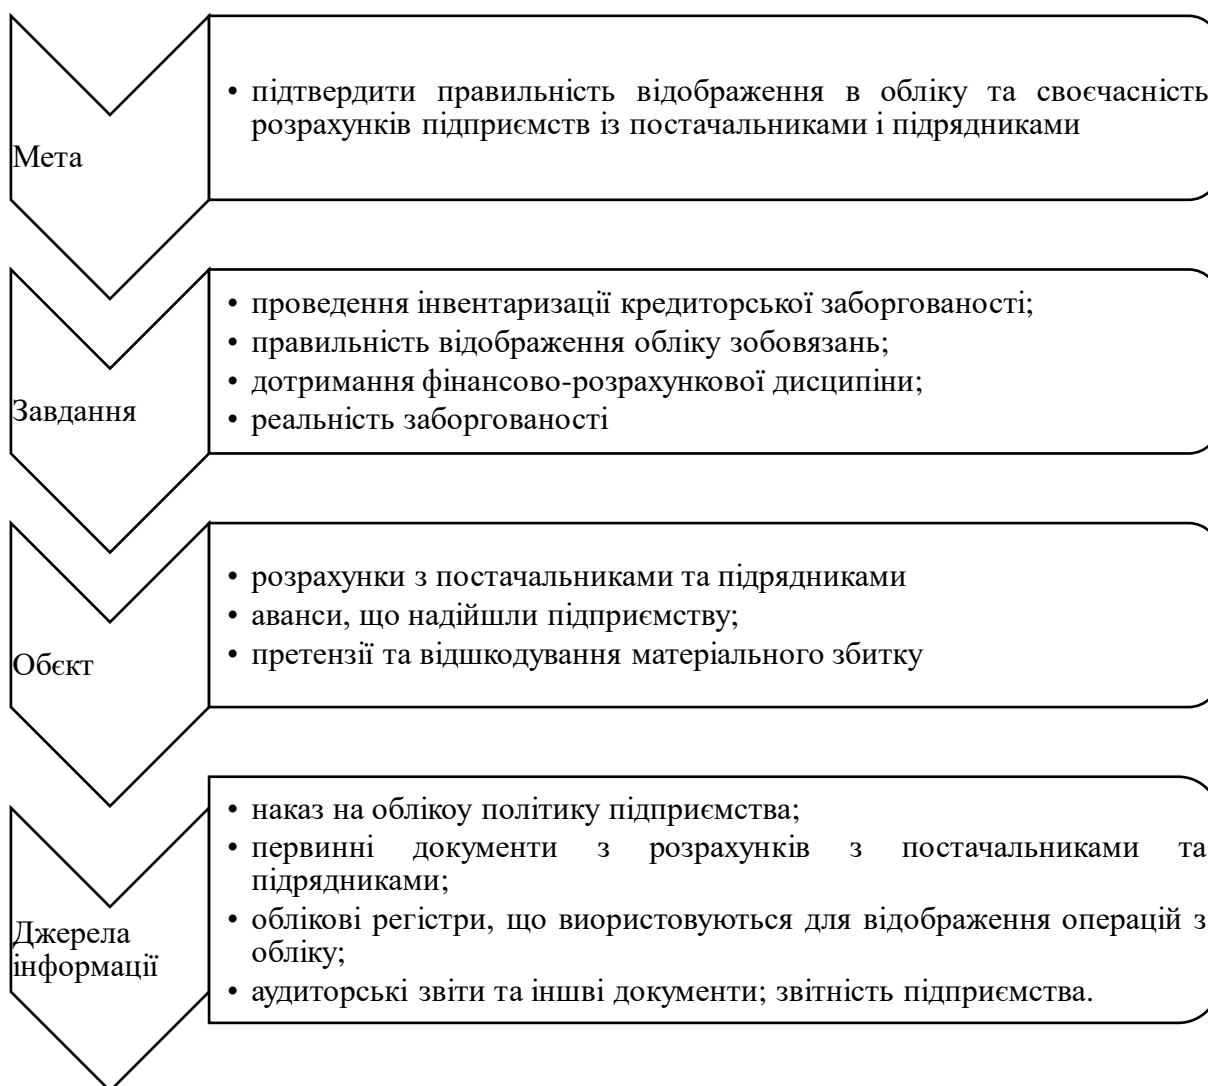 Мета
• підтвердити правильність відображення в обліку та своєчасність
розрахунків підприємств із постачальниками і підрядниками
Завдання
• проведення інвентаризації кредиторської заборгованості;
• правильність відображення обліку зобовязань;
• дотримання фінансово-розрахункової дисципіни;
• реальність заборгованості
Обєкт
• розрахунки з постачальниками та підрядниками
• аванси, що надійшли підприємству;
• претензії та відшкодування матеріального збитку
Джерела
інформації
• наказ на облікоу політику підприємства;
• первинні документи з розрахунків з постачальниками та
підрядниками;
• облікові регістри, що виористовуються для відображення операцій з
обліку;
• аудиторські звіти та іншві документи; звітність підприємства.